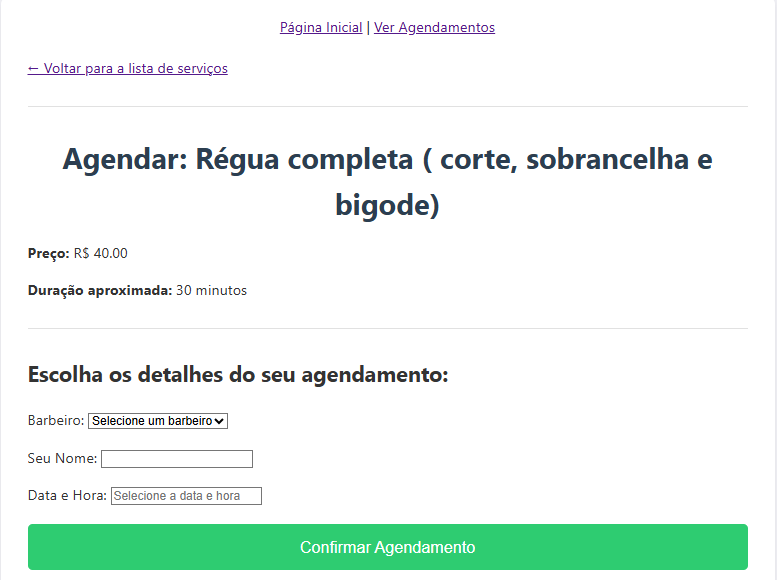 Página Inicial | Ver Agendamentos
← Voltar para a lista de serviços
Agendar: Régua completa ( corte, sobrancelha e
bigode)
Preço: R$ 40.00
Duração aproximada: 30 minutos
Escolha os detalhes do seu agendamento:
Barbeiro: Selecione um barbeiro
Seu Nome:
Data e Hora: Selecione a data e hora
Confirmar Agendamento